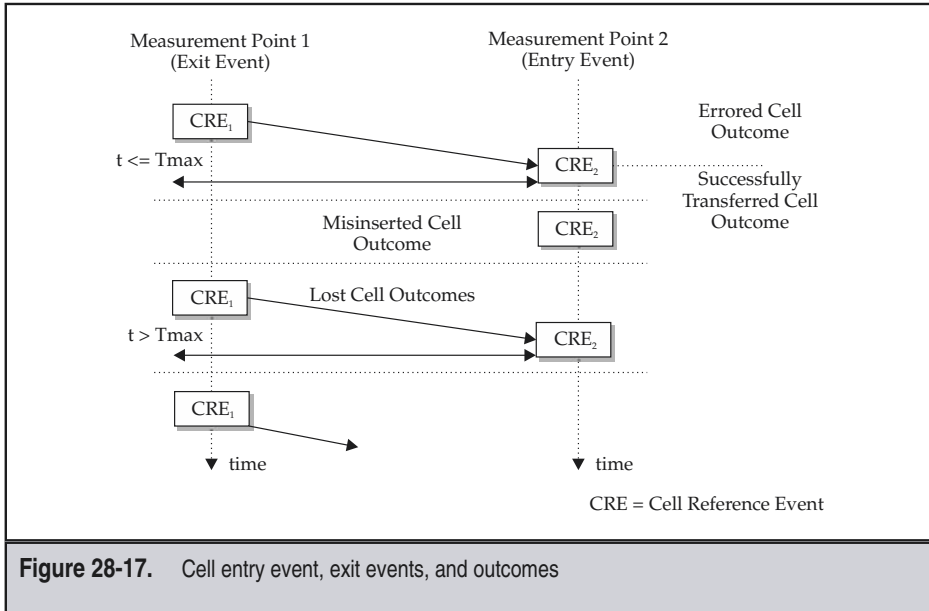 Measurement Point 1
(Exit Event)
Measurement Point 2
(Entry Event)
CRE₁
Errored Cell
Outcome
t <= Tmax
CRE₂
Successfully
Transferred Cell
Outcome
Misinserted Cell
Outcome
CRE₂
CRE₁
Lost Cell Outcomes
t > Tmax
CRE₂
CRE₁
time
time
CRE = Cell Reference Event
Figure 28-17. Cell entry event, exit events, and outcomes